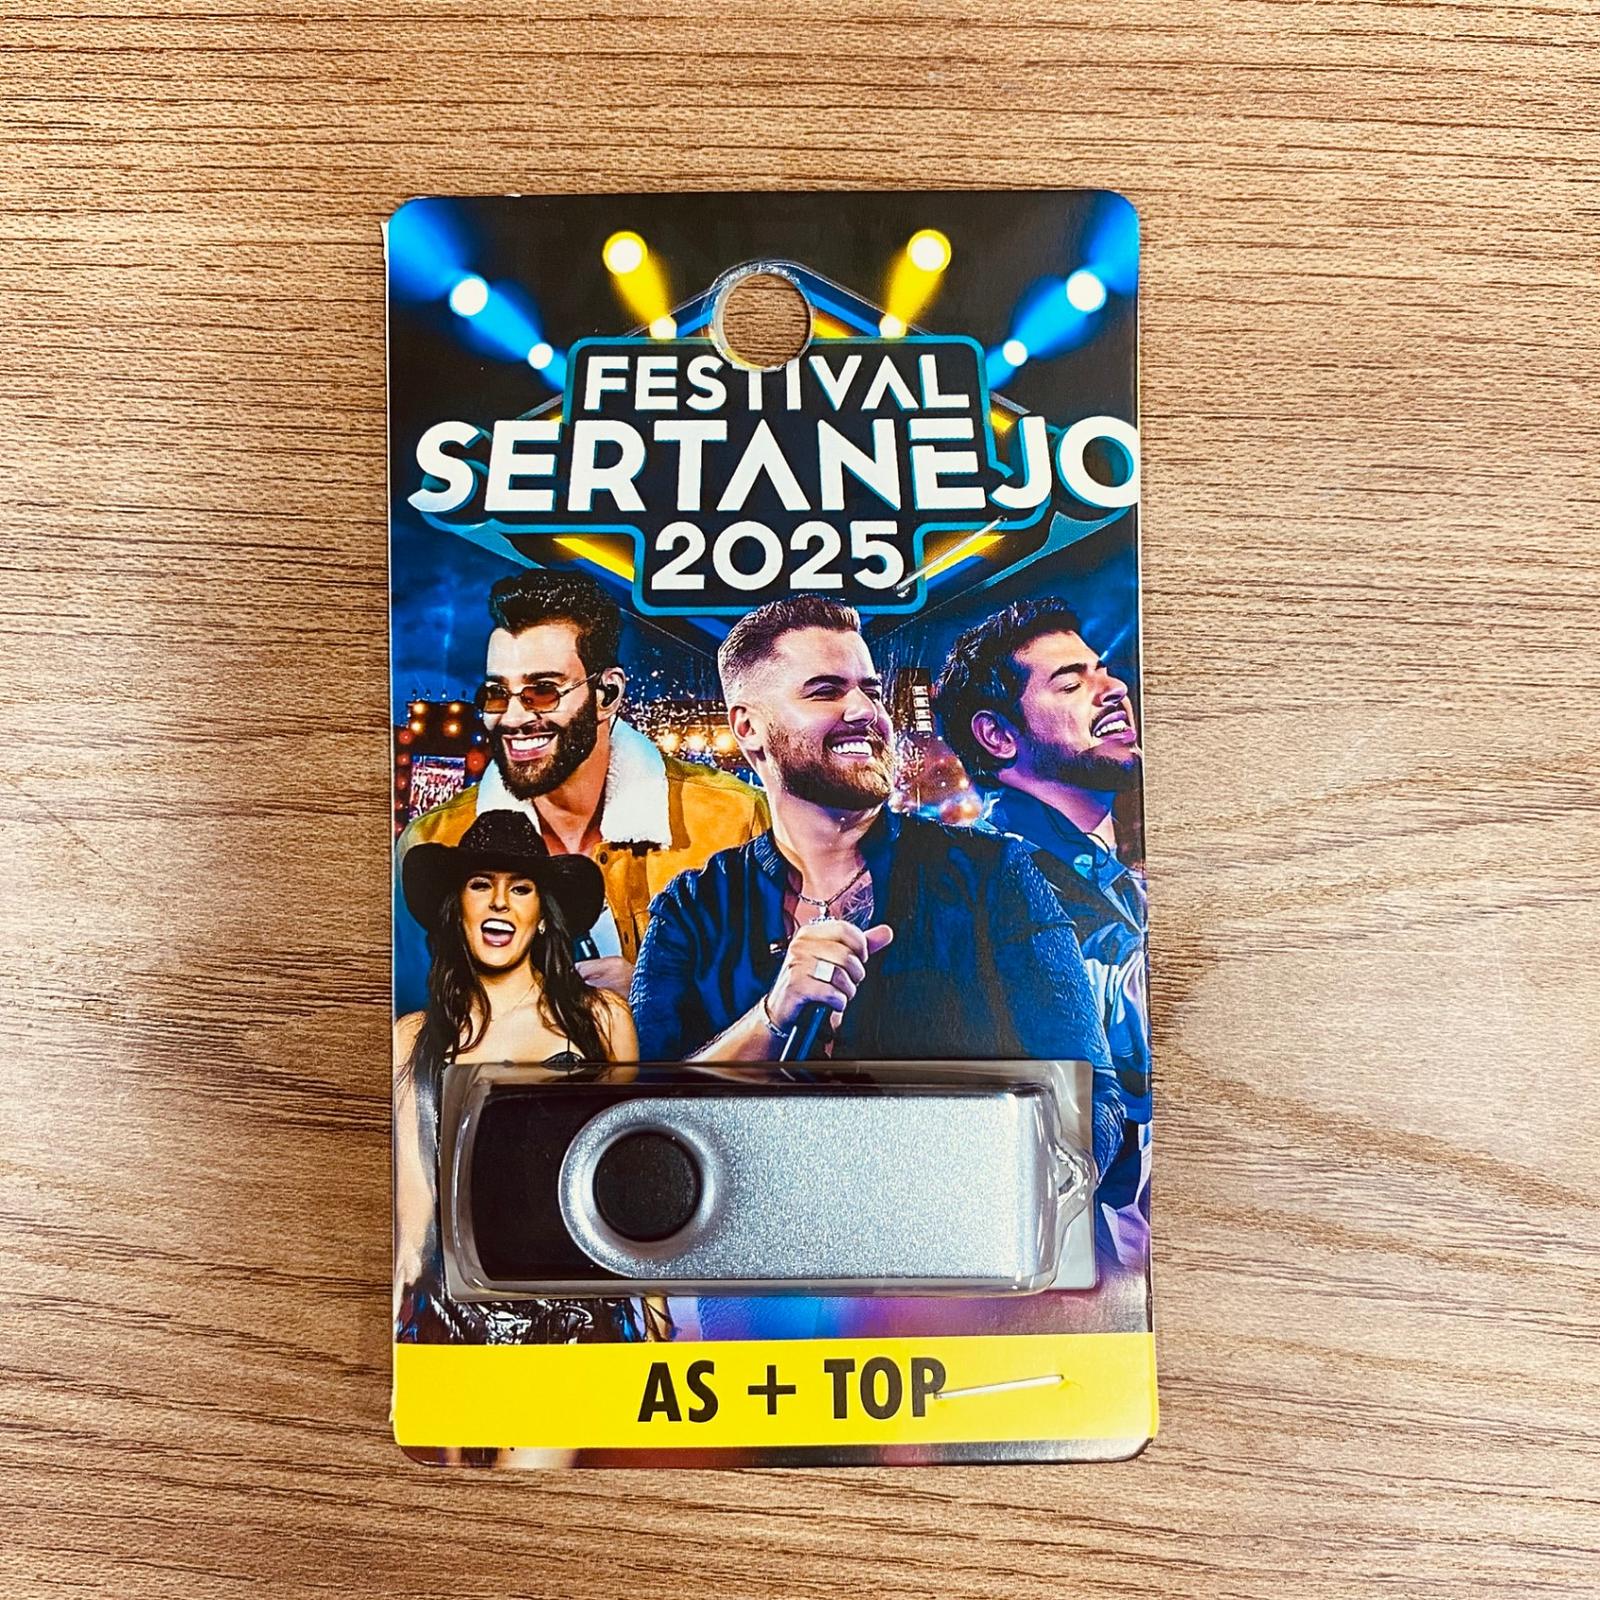 FESTIVAL
SERTANEJO
2025
AS + TOP